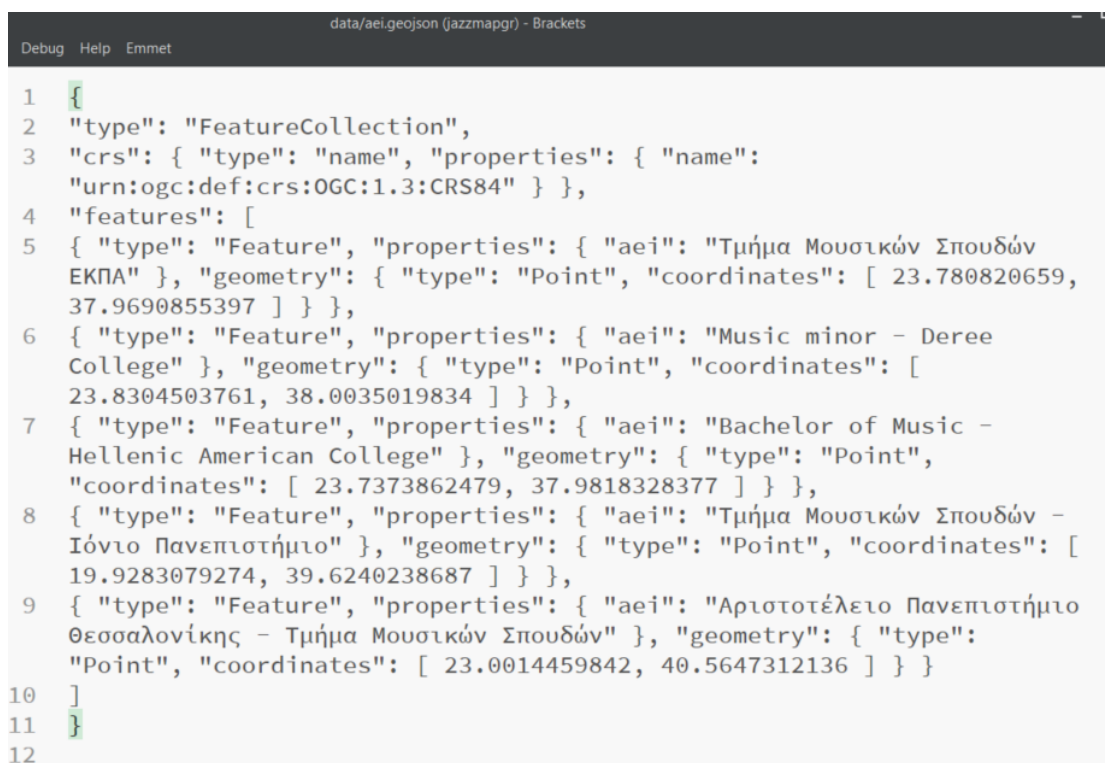 data/aei.geojson (jazzmapgr) - Brackets
Debug Help Emmet
1 {
2 "type": "FeatureCollection",
3 "crs": { "type": "name", "properties": { "name":
"urn:ogc:def:crs:OGC:1.3:CRS84" } },
4 "features": [
5 { "type": "Feature", "properties": { "aei": "Τμήμα Μουσικών Σπουδών
ΕΚΠΑ" }, "geometry": { "type": "Point", "coordinates": [ 23.780820659,
37.9690855397 ] } },
6 { "type": "Feature", "properties": { "aei": "Music minor - Deree
College" }, "geometry": { "type": "Point", "coordinates": [
23.8304503761, 38.0035019834 ] } },
7 { "type": "Feature", "properties": { "aei": "Bachelor of Music -
Hellenic American College" }, "geometry": { "type": "Point",
"coordinates": [ 23.7373862479, 37.9818328377 ] } },
8 { "type": "Feature", "properties": { "aei": "Τμήμα Μουσικών Σπουδών -
Ιόνιο Πανεπιστήμιο" }, "geometry": { "type": "Point", "coordinates": [
19.9283079274, 39.6240238687 ] } },
9 { "type": "Feature", "properties": { "aei": "Αριστοτέλειο Πανεπιστήμιο
Θεσσαλονίκης - Τμήμα Μουσικών Σπουδών" }, "geometry": { "type":
"Point", "coordinates": [ 23.0014459842, 40.5647312136 ] } }
10 ]
11 }
12